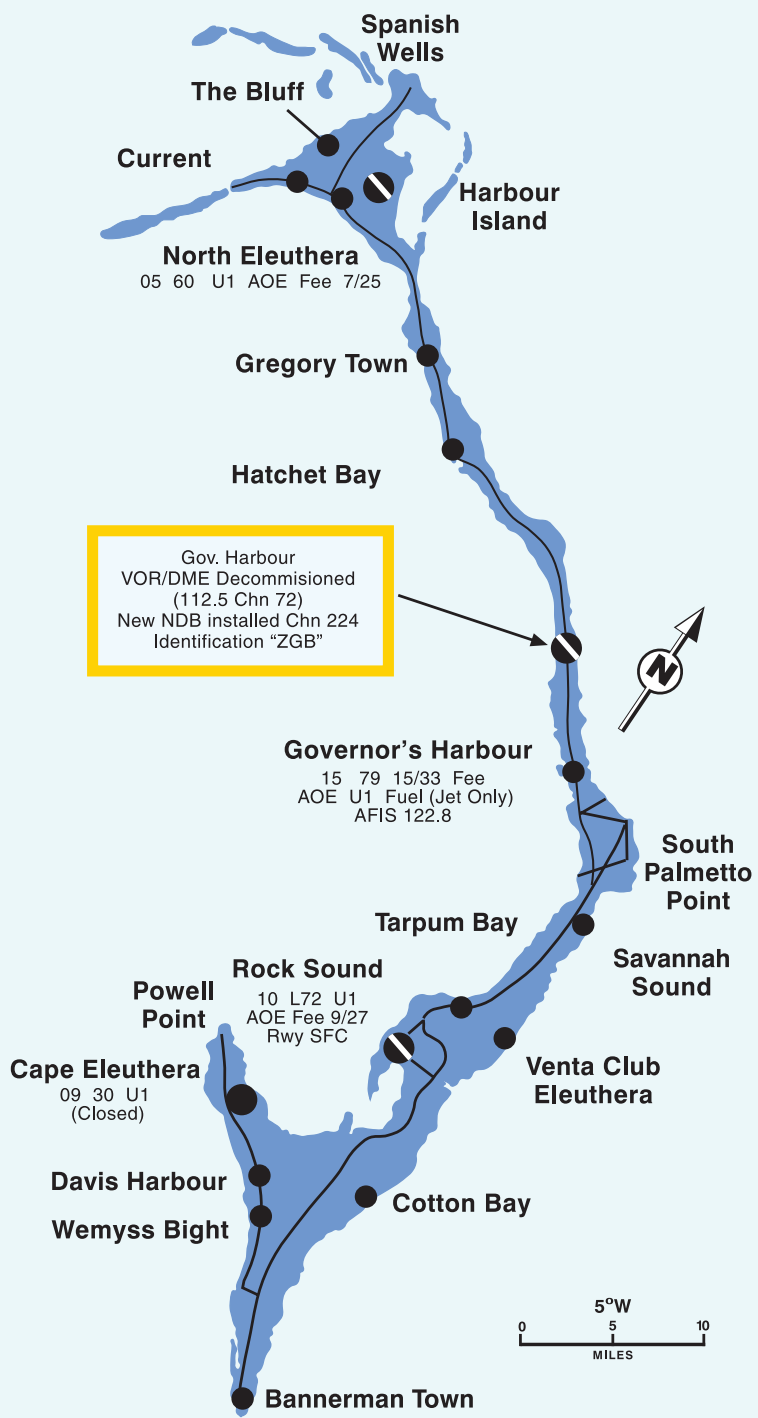 Spanish
Wells
The Bluff
Current
Harbour
Island
North Eleuthera
05 60 U1 AOE Fee 7/25
Gregory Town
Hatchet Bay
Gov. Harbour
VOR/DME Decommisioned
(112.5 Chn 72)
New NDB installed Chn 224
Identification “ZGB”
N
Governor's Harbour
15 79 15/33 Fee
AOE U1 Fuel (Jet Only)
AFIS 122.8
South
Palmetto
Point
Tarpum Bay
Savannah
Sound
Rock Sound
10 L72 U1
AOE Fee 9/27
Rwy SFC
Powell
Point
Venta Club
Eleuthera
Cape Eleuthera
09 30 U1
(Closed)
Davis Harbour
Cotton Bay
Wemyss Bight
5°W
0 5 10
MILES
Bannerman Town